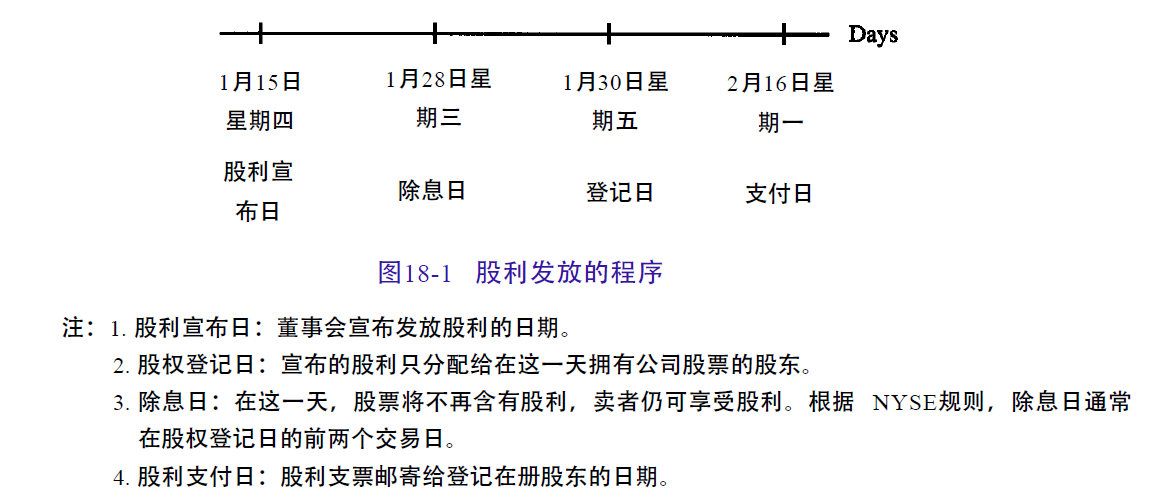 Days
1月15日 1月28日星 1月30日星 2月16日星
星期四 期三 期五 期一
股利宣
布日 除息日 登记日 支付日
图18-1 股利发放的程序
注：1. 股利宣布日：董事会宣布发放股利的日期。
2. 股权登记日：宣布的股利只分配给在这一天拥有公司股票的股东。
3. 除息日：在这一天，股票将不再含有股利，卖者仍可享受股利。根据 NYSE规则，除息日通常
在股权登记日的前两个交易日。
4. 股利支付日：股利支票邮寄给登记在册股东的日期。